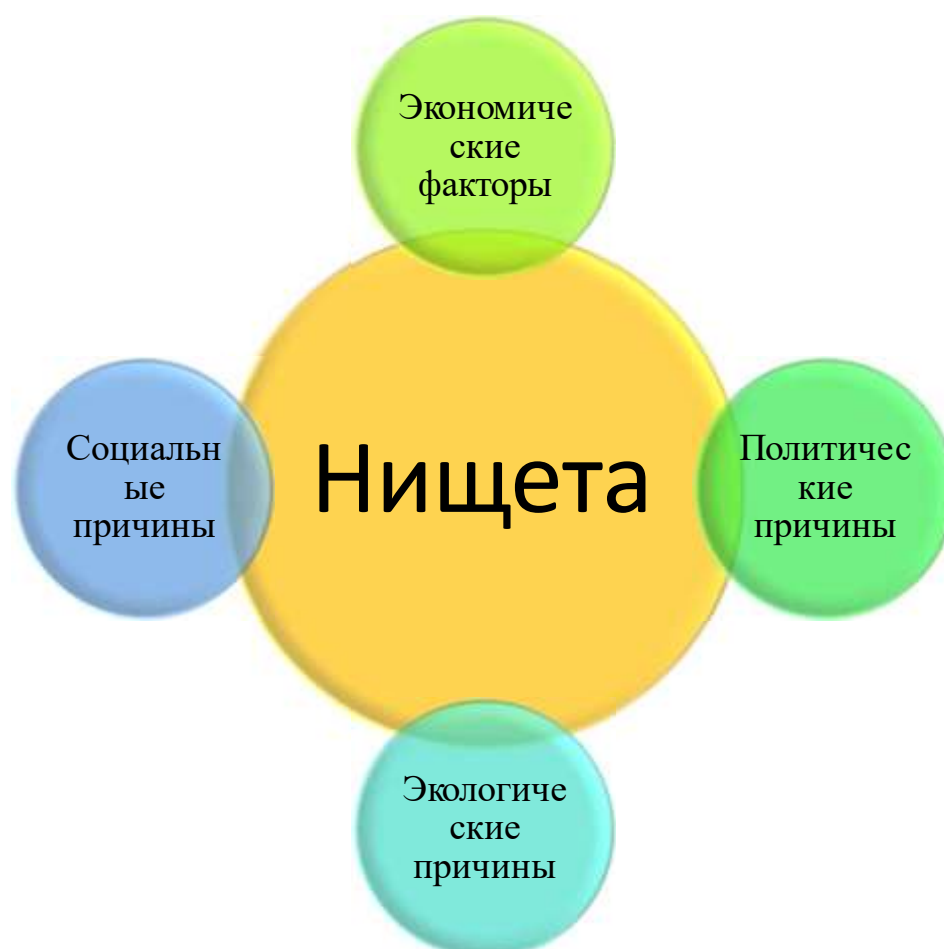 Экономиче
ские
факторы
Социальн
ые
причины
Нищета
Политичес
кие
причины
Экологиче
ские
причины